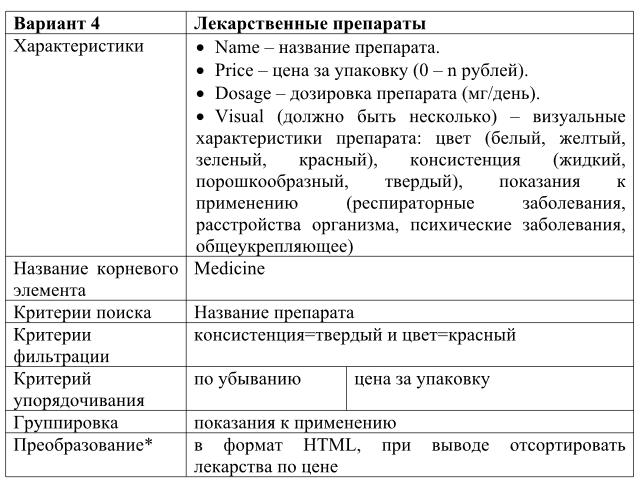 Вариант 4
Лекарственные препараты
Характеристики
• Name – название препарата.
• Price – цена за упаковку (0 – n рублей).
• Dosage – дозировка препарата (мг/день).
• Visual (должно быть несколько) – визуальные
характеристики препарата: цвет (белый, желтый,
зеленый, красный), консистенция (жидкий,
порошкообразный, твердый), показания к
применению (респираторные заболевания,
расстройства организма, психические заболевания,
общеукрепляющее)
Название корневого
элемента
Medicine
Критерии поиска
Название препарата
Критерии
фильтрации
консистенция=твердый и цвет=красный
Критерий
упорядочивания
по убыванию
цена за упаковку
Группировка
показания к применению
Преобразование*
в формат HTML, при выводе отсортировать
лекарства по цене